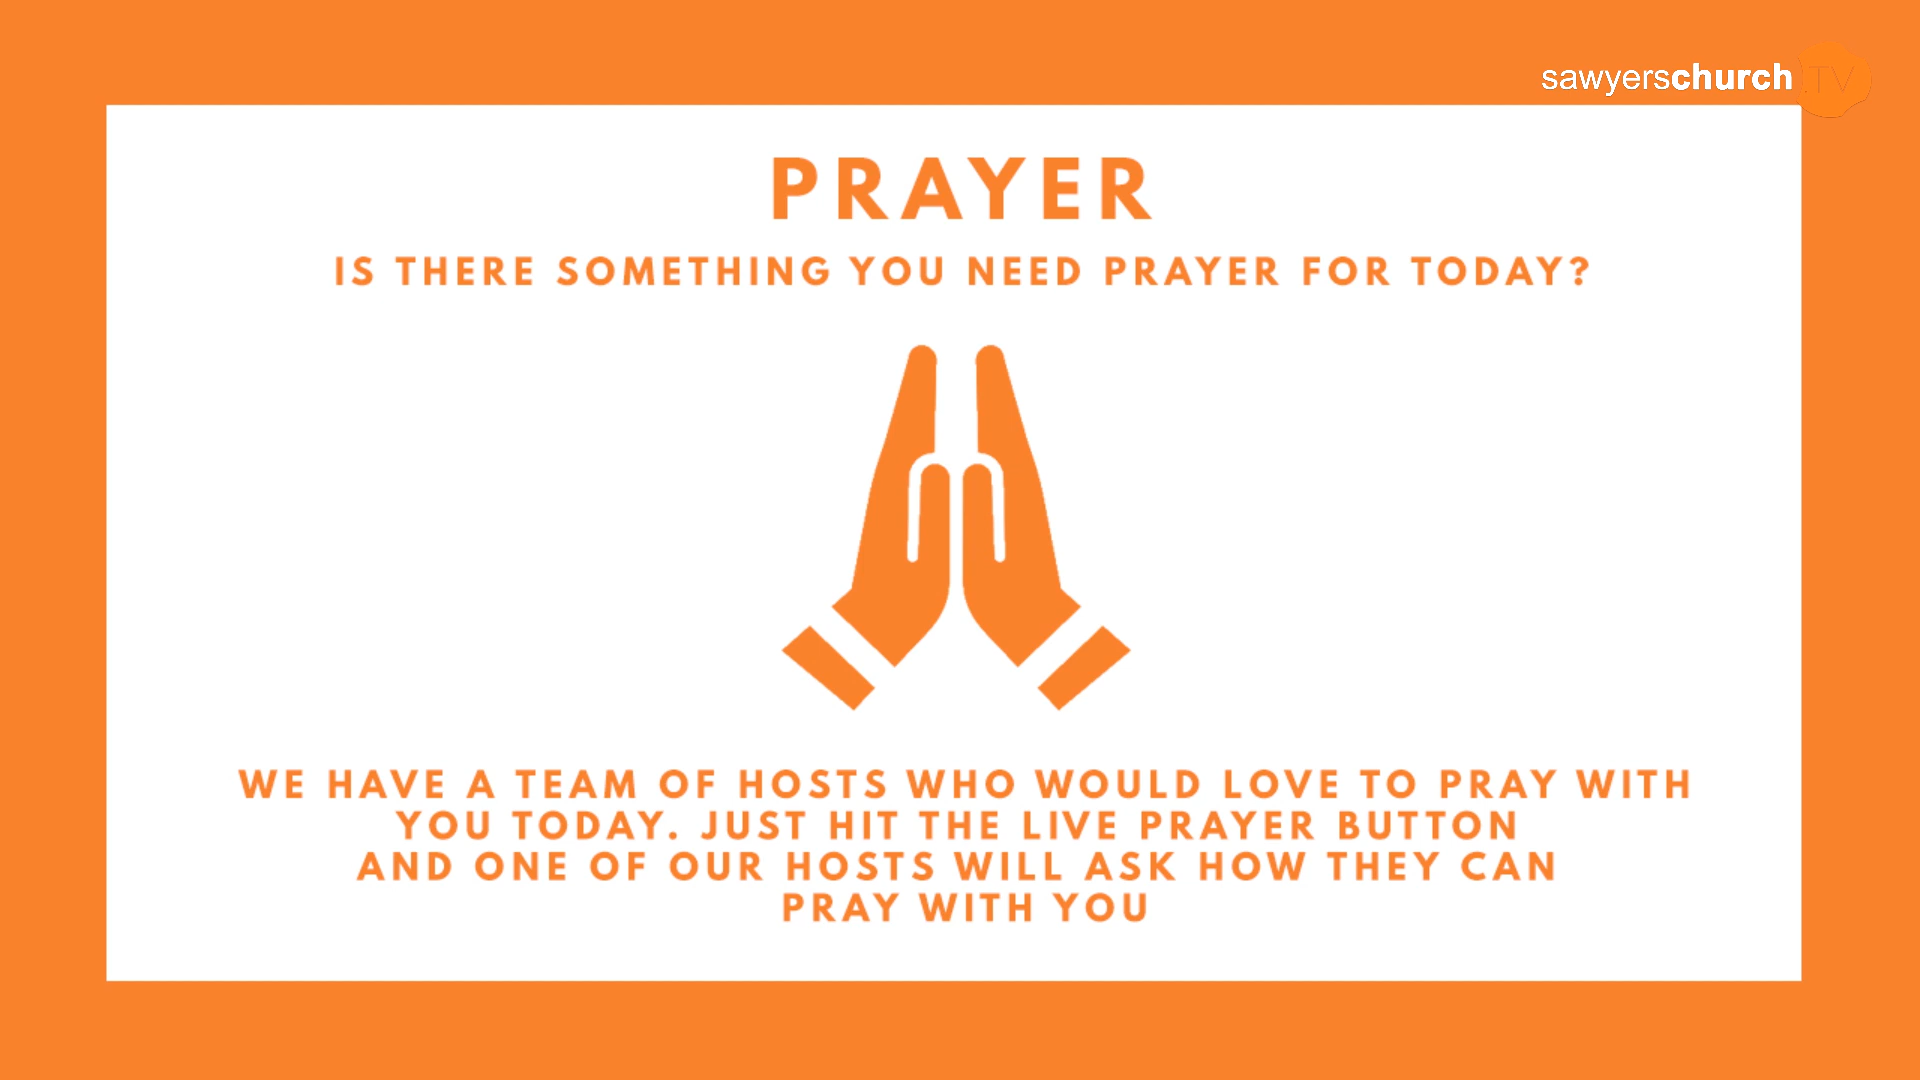 sawyerschurch TV
PRAYER
IS THERE SOMETHING YOU NEED PRAYER FOR TODAY?
WE HAVE A TEAM OF HOSTS WHO WOULD LOVE TO PRAY WITH
YOU TODAY. JUST HIT THE LIVE PRAYER BUTTON
AND ONE OF OUR HOSTS WILL ASK HOW THEY CAN
PRAY WITH YOU